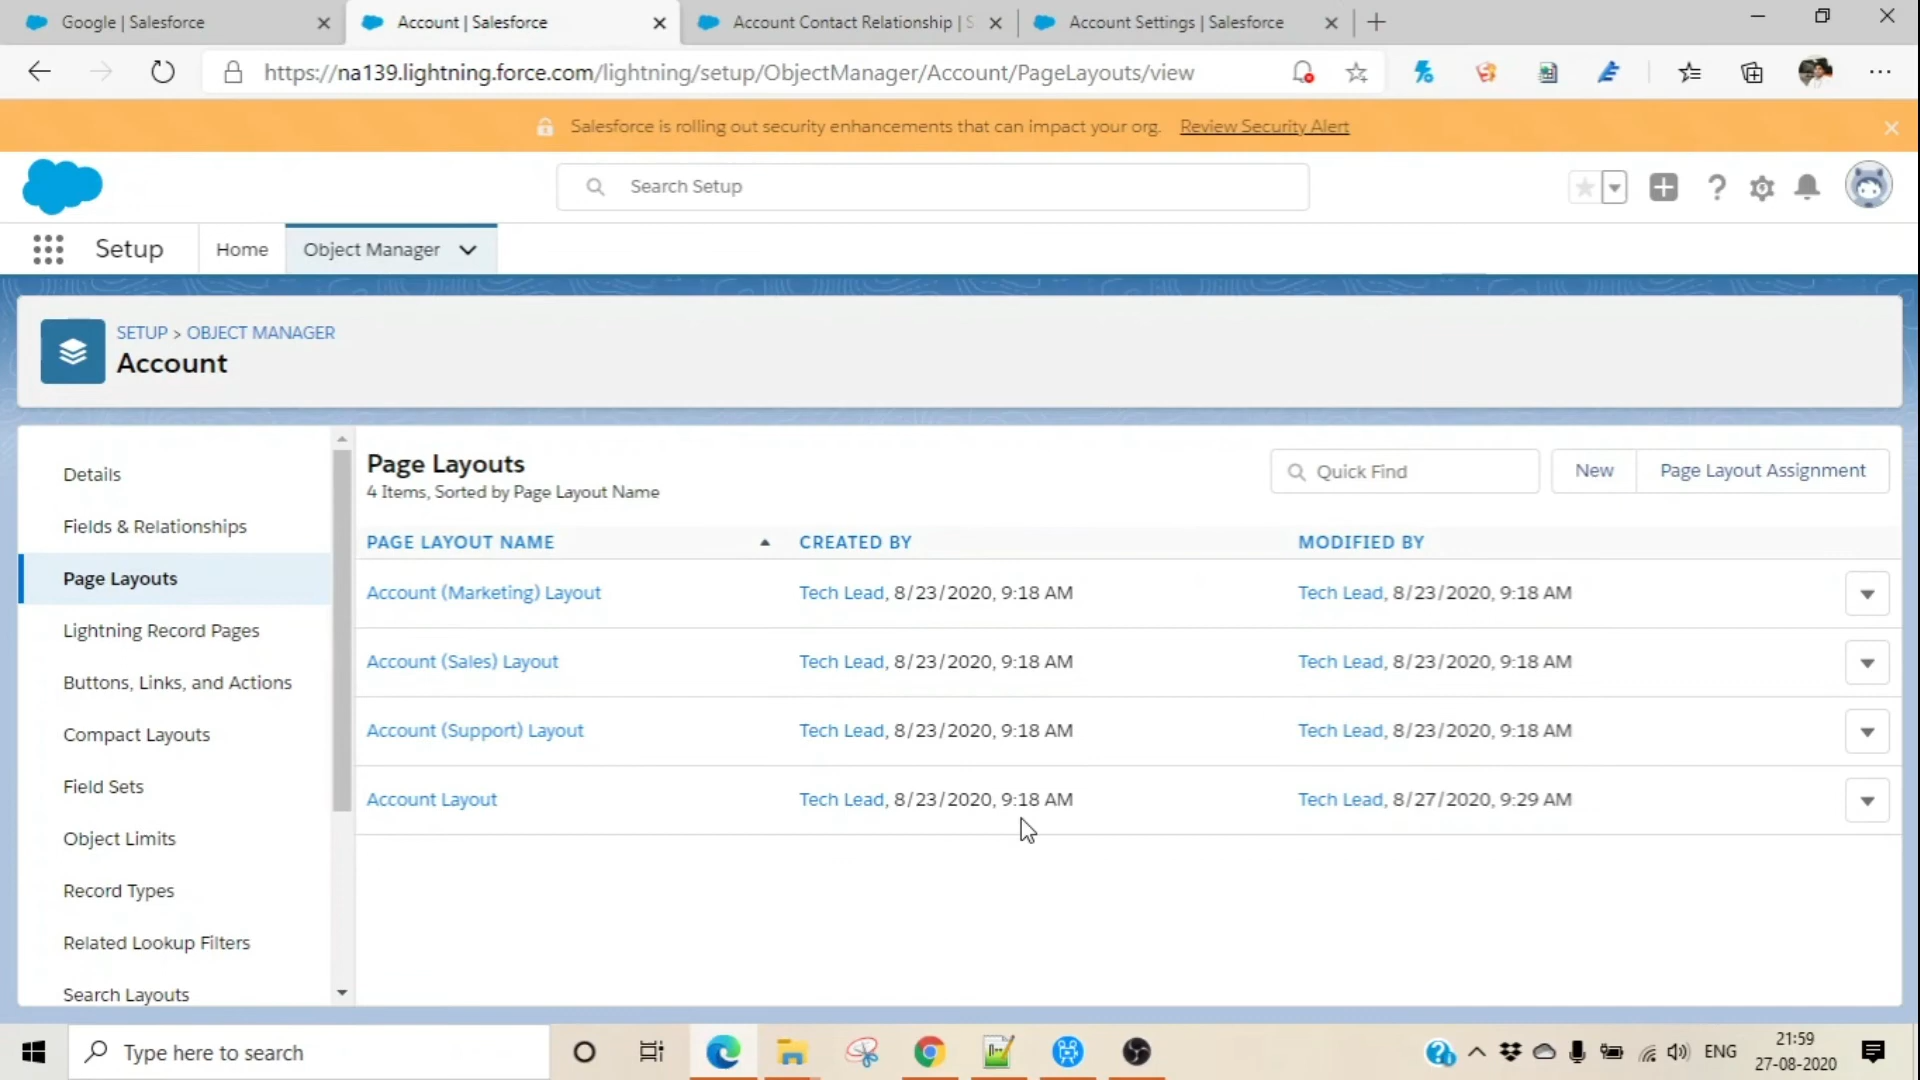 Google | Salesforce
Account | Salesforce
Account Contact Relationship | S
Account Settings | Salesforce
https://na139.lightning.force.com/lightning/setup/ObjectManager/Account/PageLayouts/view
Salesforce is rolling out security enhancements that can impact your org. Review Security Alert
Search Setup
Setup
Home
Object Manager
SETUP > OBJECT MANAGER
Account
Details
Fields & Relationships
Page Layouts
Lightning Record Pages
Buttons, Links, and Actions
Compact Layouts
Field Sets
Object Limits
Record Types
Related Lookup Filters
Search Layouts
Page Layouts
4 Items, Sorted by Page Layout Name
Quick Find
New
Page Layout Assignment
PAGE LAYOUT NAME CREATED BY MODIFIED BY
Account (Marketing) Layout Tech Lead, 8/23/2020, 9:18 AM Tech Lead, 8/23/2020, 9:18 AM
Account (Sales) Layout Tech Lead, 8/23/2020, 9:18 AM Tech Lead, 8/23/2020, 9:18 AM
Account (Support) Layout Tech Lead, 8/23/2020, 9:18 AM Tech Lead, 8/23/2020, 9:18 AM
Account Layout Tech Lead, 8/23/2020, 9:18 AM Tech Lead, 8/27/2020, 9:29 AM
Type here to search
ENG
21:59
27-08-2020